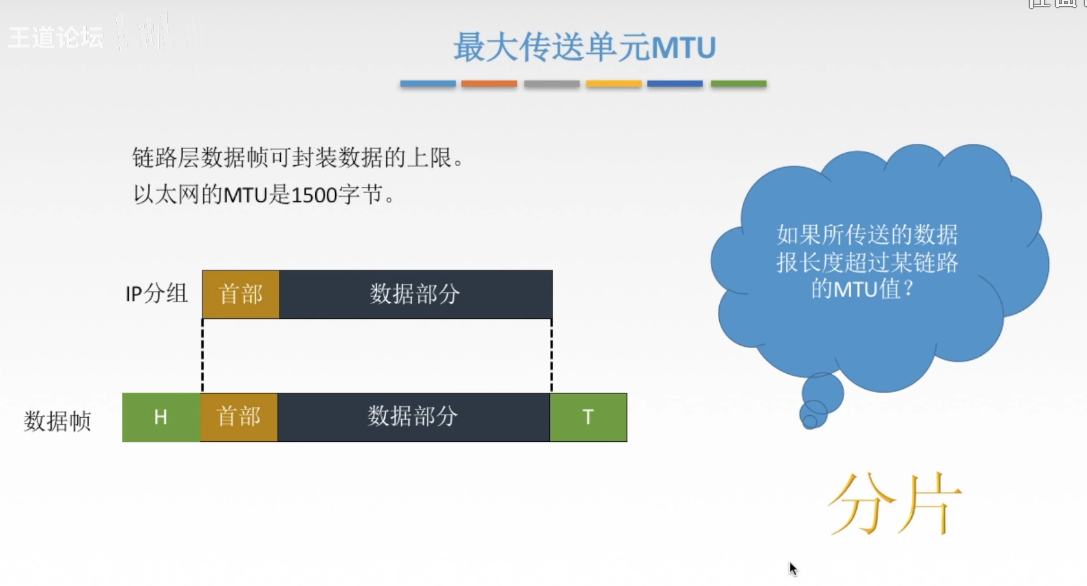 王道论坛
最大传送单元MTU
链路层数据帧可封装数据的上限。
以太网的MTU是1500字节。
如果所传送的数据
报长度超过某链路
的MTU值？
IP分组
首部
数据部分
数据帧
H
首部
数据部分
T
分片